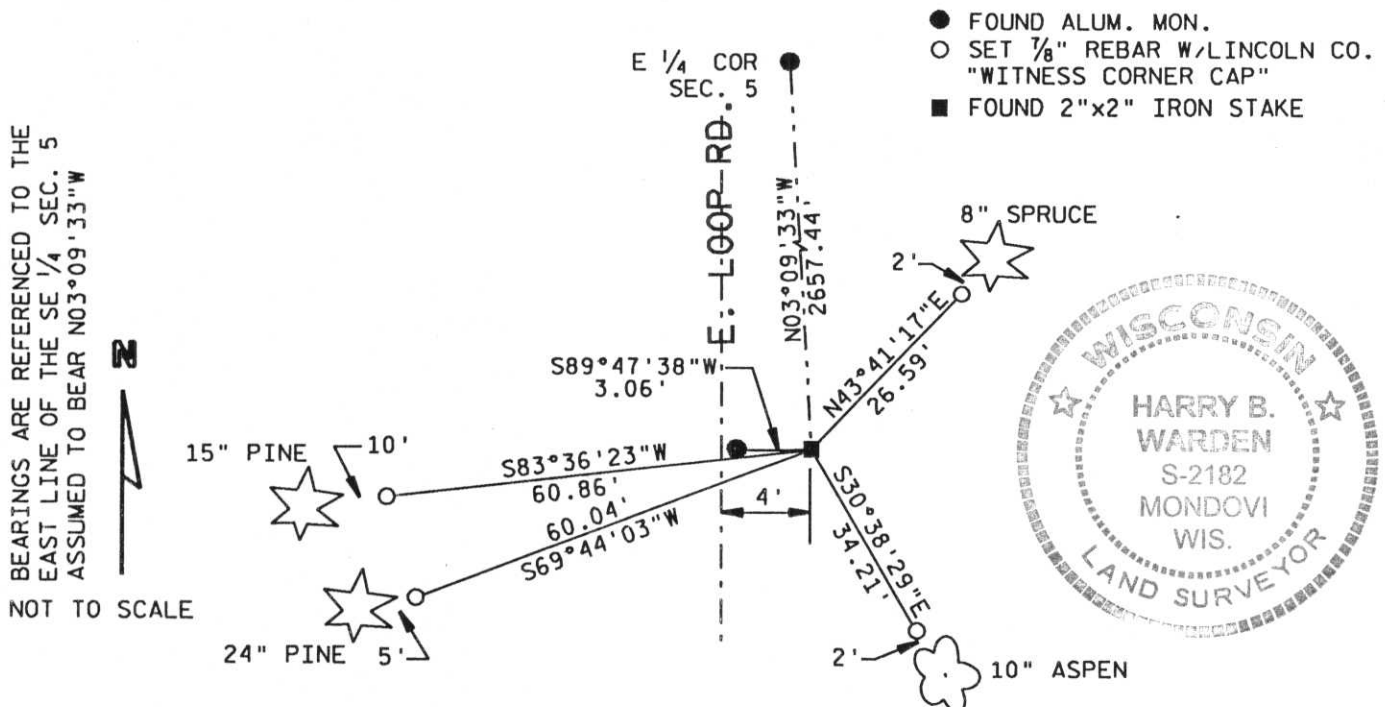 ● FOUND ALUM. MON.
○ SET 7/8" REBAR W/LINCOLN CO.
"WITNESS CORNER CAP"
■ FOUND 2"x2" IRON STAKE
E 1/4 COR
SEC. 5
E. LOOP RD.
N03°09'33"W
2657.44'
BEARINGS ARE REFERENCED TO THE
EAST LINE OF THE SE 1/4 SEC. 5
ASSUMED TO BEAR N03°09'33"W
N
NOT TO SCALE
8" SPRUCE
2'
N43°41'17"E
26.59'
S89°47'38"W
3.06'
15" PINE
10'
S83°36'23"W
60.86'
60.04'
S69°44'03"W
4'
24" PINE
5'
S30°38'29"E
34.21'
2'
10" ASPEN
WISCONSIN
HARRY B.
WARDEN
S-2182
MONDOVI
WIS.
LAND SURVEYOR